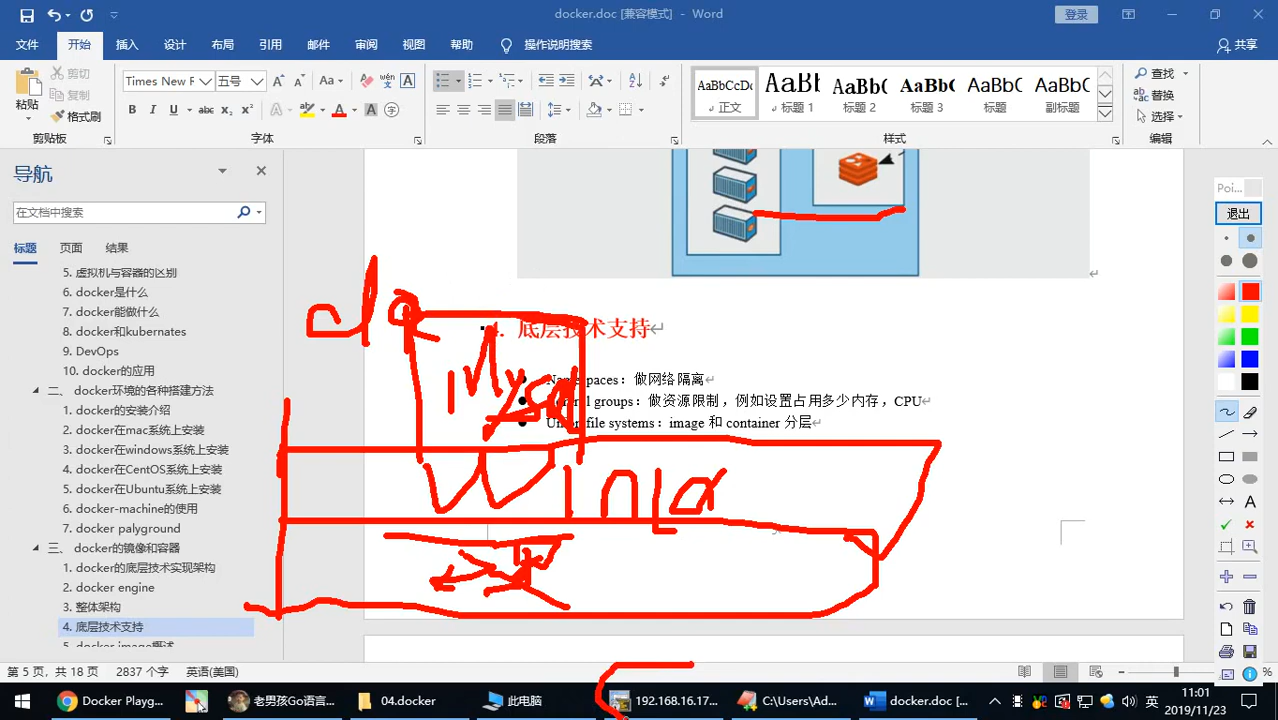 docker.doc [兼容模式] - Word
登录
文件 开始 插入 设计 布局 引用 邮件 审阅 视图 帮助 操作说明搜索 共享
粘贴 剪切 复制 格式刷 剪贴板
Times New F 五号
字体
段落
AaBbCcDc 正文
AaBb 标题 1
AaBbC 标题 2
AaBbC 标题 3
AaBbC 标题
AaBbC 副标题
样式
查找
替换
选择
编辑
导航
在文档中搜索
标题 页面 结果
5. 虚拟机与容器的区别
6. docker是什么
7. docker能做什么
8. docker和kubernetes
9. DevOps
10. docker的应用
二、 docker环境的各种搭建方法
1. docker的安装介绍
2. docker在mac系统上安装
3. docker在windows系统上安装
4. docker在CentOS系统上安装
5. docker在Ubuntu系统上安装
6. docker-machine的使用
7. docker palyground
三、 docker的镜像和容器
1. docker的底层技术实现架构
2. docker engine
3. 整体架构
4. 底层技术支持
4. 底层技术支持
做网络隔离
groups：做资源限制，例如设置占用多少内存，CPU
file systems：image 和 container 分层
Poi...
退出
第 5 页，共 18 页 2837 个字 英语(美国)
%
Docker Playg...
老男孩Go语言...
04.docker
此电脑
192.168.16.17...
C:\Users\Ad...
docker.doc [...
英
11:01
2019/11/23